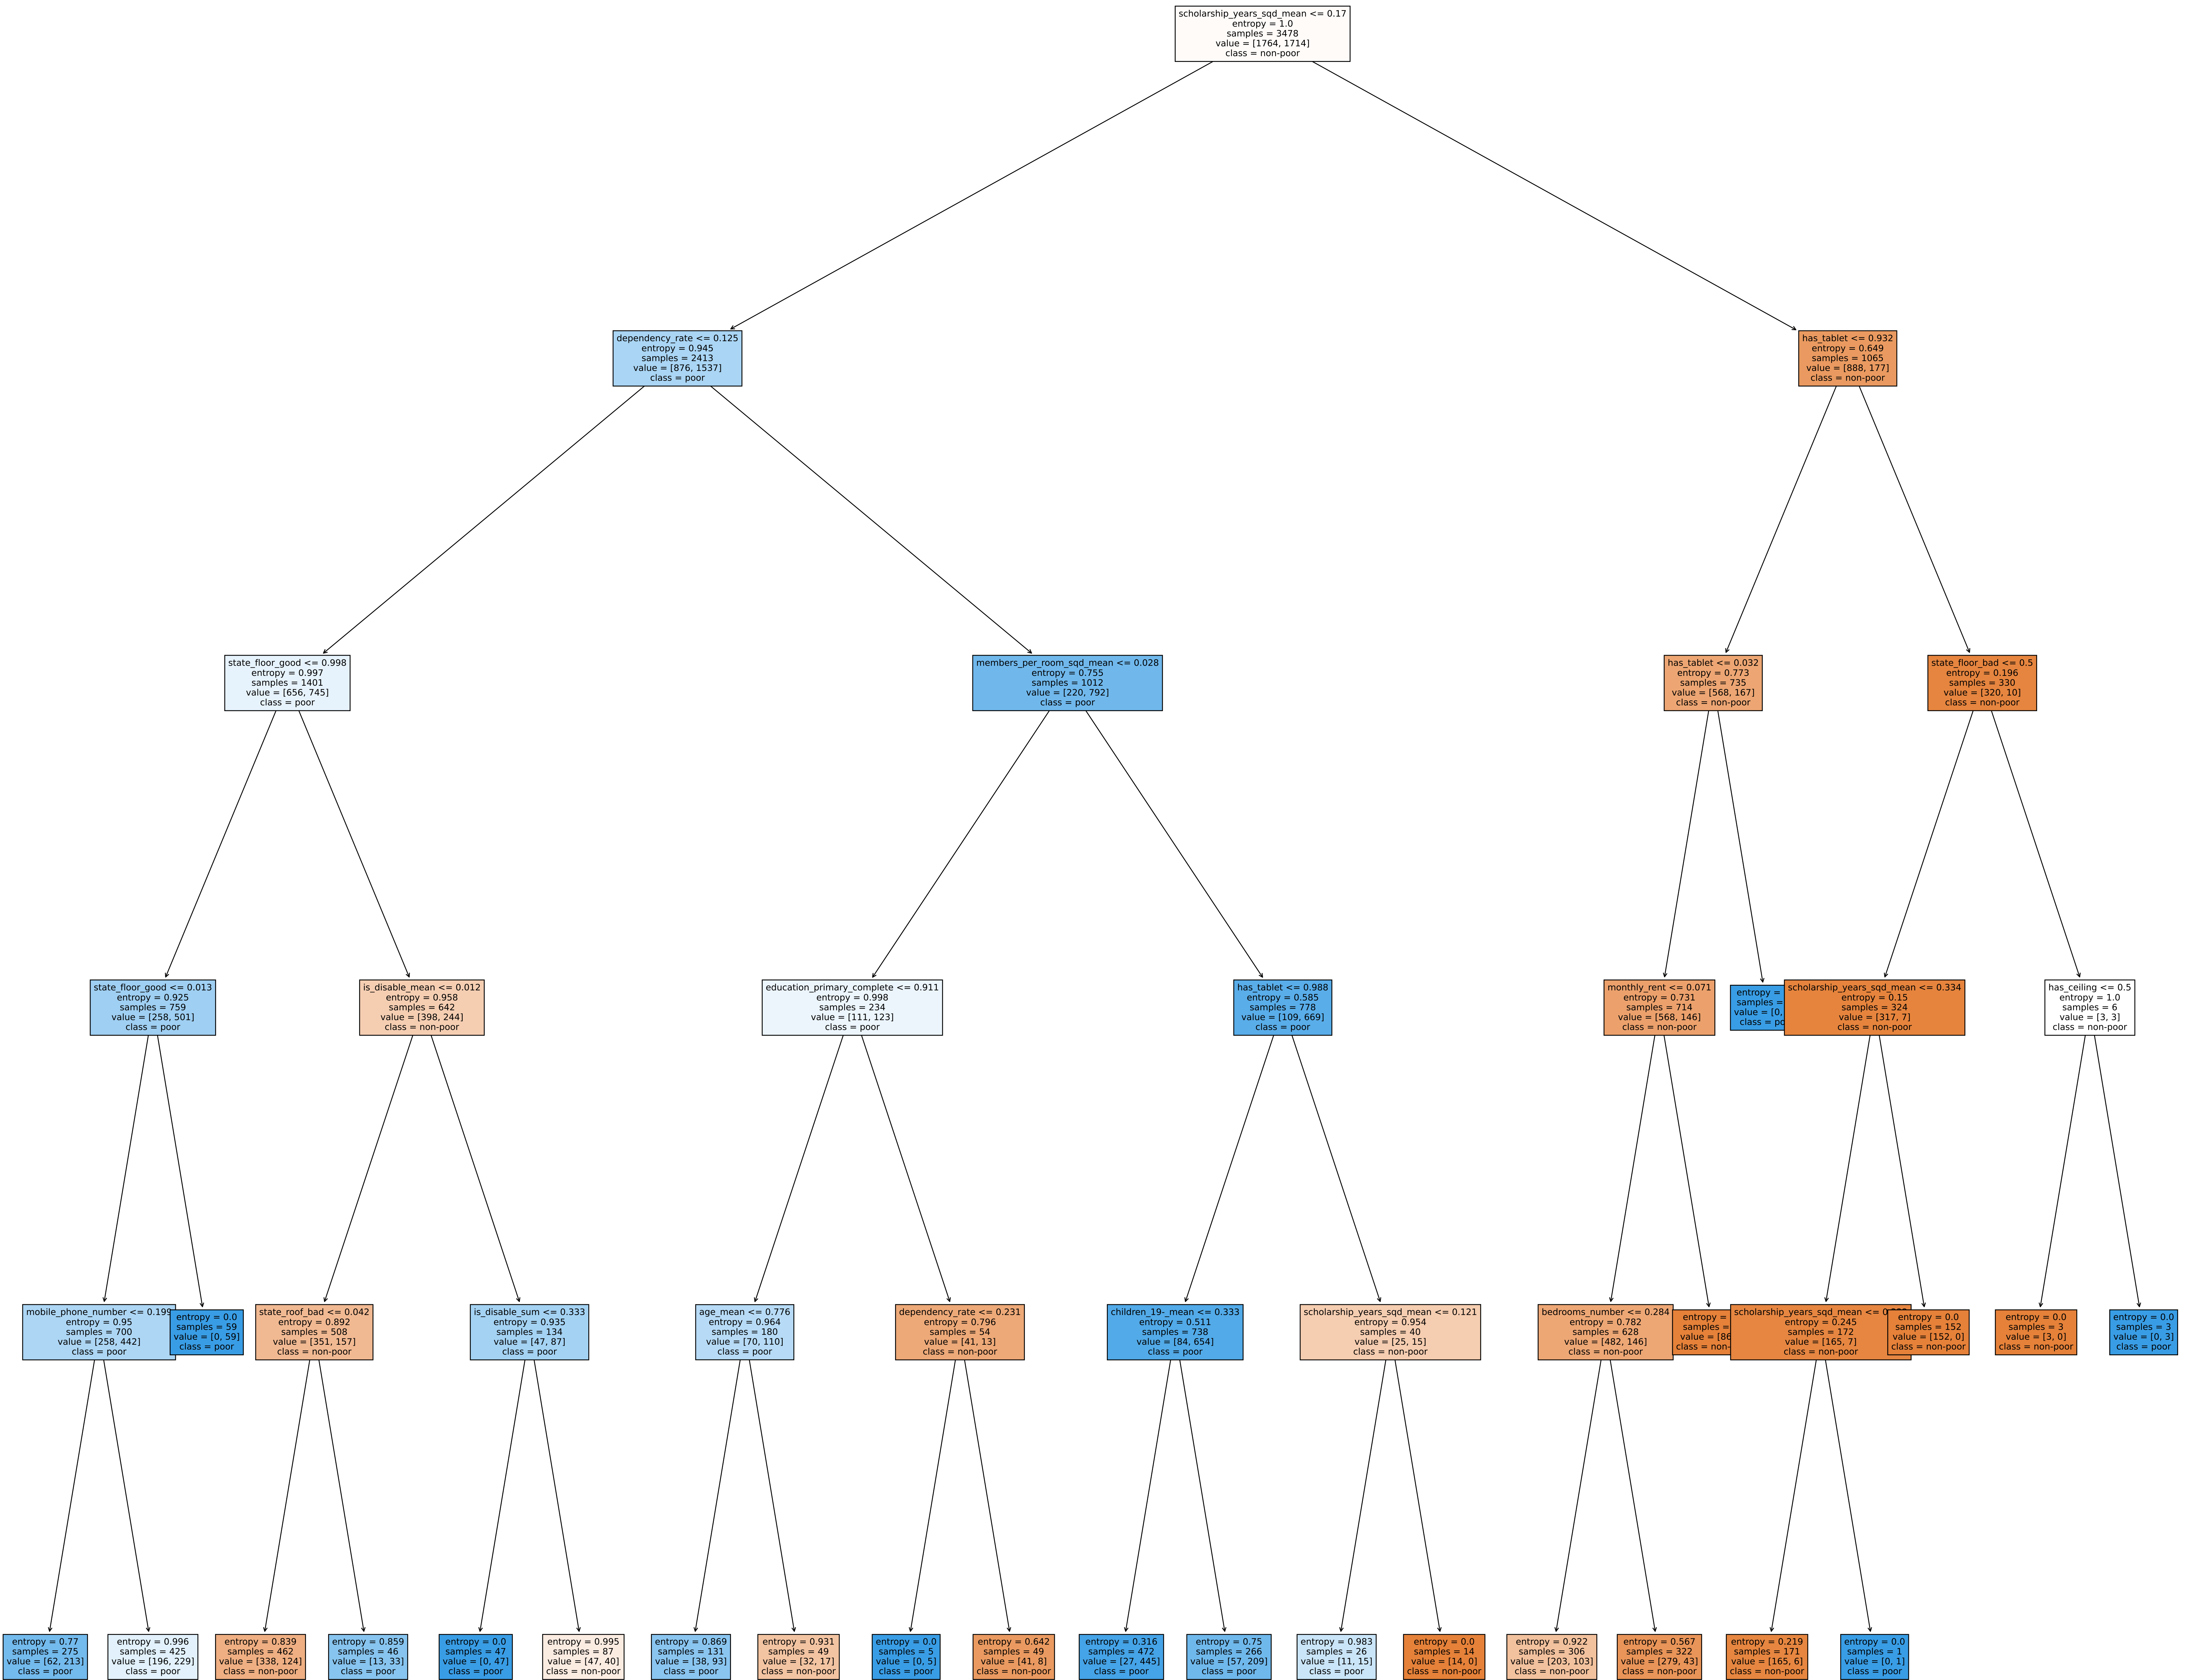 scholarship_years_sqd_mean <= 0.17
entropy = 1.0
samples = 3478
value = [1764, 1714]
class = non-poor
dependency_rate <= 0.125
entropy = 0.945
samples = 2413
value = [876, 1537]
class = poor
has_tablet <= 0.932
entropy = 0.649
samples = 1065
value = [888, 177]
class = non-poor
state_floor_good <= 0.998
entropy = 0.997
samples = 1401
value = [656, 745]
class = poor
members_per_room_sqd_mean <= 0.028
entropy = 0.755
samples = 1012
value = [220, 792]
class = poor
has_tablet <= 0.032
entropy = 0.773
samples = 735
value = [568, 167]
class = non-poor
state_floor_bad <= 0.5
entropy = 0.196
samples = 330
value = [320, 10]
class = non-poor
state_floor_good <= 0.013
entropy = 0.925
samples = 759
value = [258, 501]
class = poor
is_disable_mean <= 0.012
entropy = 0.958
samples = 642
value = [398, 244]
class = non-poor
education_primary_complete <= 0.911
entropy = 0.998
samples = 234
value = [111, 123]
class = poor
has_tablet <= 0.988
entropy = 0.585
samples = 778
value = [109, 669]
class = poor
monthly_rent <= 0.071
entropy = 0.731
samples = 714
value = [568, 146]
class = non-poor
entropy =
samples =
value = [0,
class =
scholarship_years_sqd_mean <= 0.334
entropy = 0.15
samples = 324
value = [317, 7]
class = non-poor
has_ceiling <= 0.5
entropy = 1.0
samples = 6
value = [3, 3]
class = non-poor
mobile_phone_number <= 0.199
entropy = 0.95
samples = 700
value = [258, 442]
class = poor
entropy = 0.0
samples = 59
value = [0, 59]
class = poor
state_roof_bad <= 0.042
entropy = 0.892
samples = 508
value = [351, 157]
class = non-poor
is_disable_sum <= 0.333
entropy = 0.935
samples = 134
value = [47, 87]
class = poor
age_mean <= 0.776
entropy = 0.964
samples = 180
value = [70, 110]
class = poor
dependency_rate <= 0.231
entropy = 0.796
samples = 54
value = [41, 13]
class = non-poor
children_19-_mean <= 0.333
entropy = 0.511
samples = 738
value = [84, 654]
class = poor
scholarship_years_sqd_mean <= 0.121
entropy = 0.954
samples = 40
value = [25, 15]
class = non-poor
bedrooms_number <= 0.284
entropy = 0.782
samples = 628
value = [482, 146]
class = non-poor
entropy =
samples =
value = [86
class =
scholarship_years_sqd_mean <=
entropy = 0.245
samples = 172
value = [165, 7]
class = non-poor
entropy = 0.0
samples = 152
value = [152, 0]
class = non-poor
entropy = 0.0
samples = 3
value = [3, 0]
class = non-poor
entropy = 0.0
samples = 3
value = [0, 3]
class = poor
entropy = 0.77
samples = 275
value = [62, 213]
class = poor
entropy = 0.996
samples = 425
value = [196, 229]
class = poor
entropy = 0.839
samples = 462
value = [338, 124]
class = non-poor
entropy = 0.859
samples = 46
value = [13, 33]
class = poor
entropy = 0.0
samples = 47
value = [0, 47]
class = poor
entropy = 0.995
samples = 87
value = [47, 40]
class = non-poor
entropy = 0.869
samples = 131
value = [38, 93]
class = poor
entropy = 0.931
samples = 49
value = [32, 17]
class = non-poor
entropy = 0.0
samples = 5
value = [0, 5]
class = poor
entropy = 0.642
samples = 49
value = [41, 8]
class = non-poor
entropy = 0.316
samples = 472
value = [27, 445]
class = poor
entropy = 0.75
samples = 266
value = [57, 209]
class = poor
entropy = 0.983
samples = 26
value = [11, 15]
class = poor
entropy = 0.0
samples = 14
value = [14, 0]
class = non-poor
entropy = 0.922
samples = 306
value = [203, 103]
class = non-poor
entropy = 0.567
samples = 322
value = [279, 43]
class = non-poor
entropy = 0.219
samples = 171
value = [165, 6]
class = non-poor
entropy = 0.0
samples = 1
value = [0, 1]
class = poor